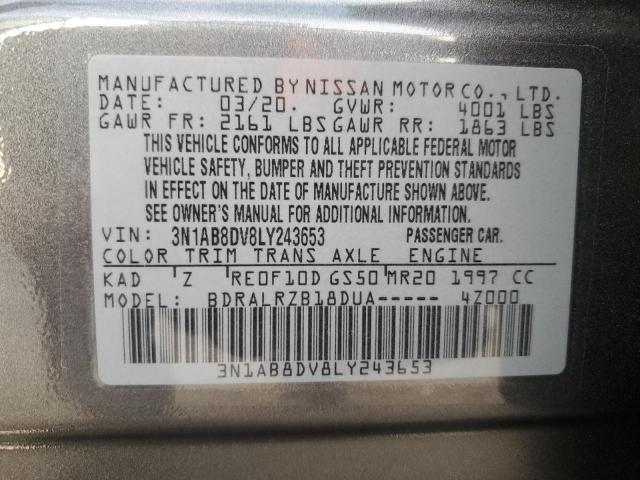 MANUFACTURED BY NISSAN MOTOR CO., LTD.
DATE: 03/20. GVWR: 4001 LBS
GAWR FR: 2161 LBS GAWR RR: 1863 LBS
THIS VEHICLE CONFORMS TO ALL APPLICABLE FEDERAL MOTOR
VEHICLE SAFETY, BUMPER AND THEFT PREVENTION STANDARDS
IN EFFECT ON THE DATE OF MANUFACTURE SHOWN ABOVE.
SEE OWNER'S MANUAL FOR ADDITIONAL INFORMATION.
VIN: 3N1AB8DV8LY243653 PASSENGER CAR.
COLOR TRIM TRANS AXLE ENGINE
KAD Z RE0F10D GS50 MR20 1997 CC
MODEL: BDRALRZB18DUA----- 4Z000
3N1AB8DV8LY243653